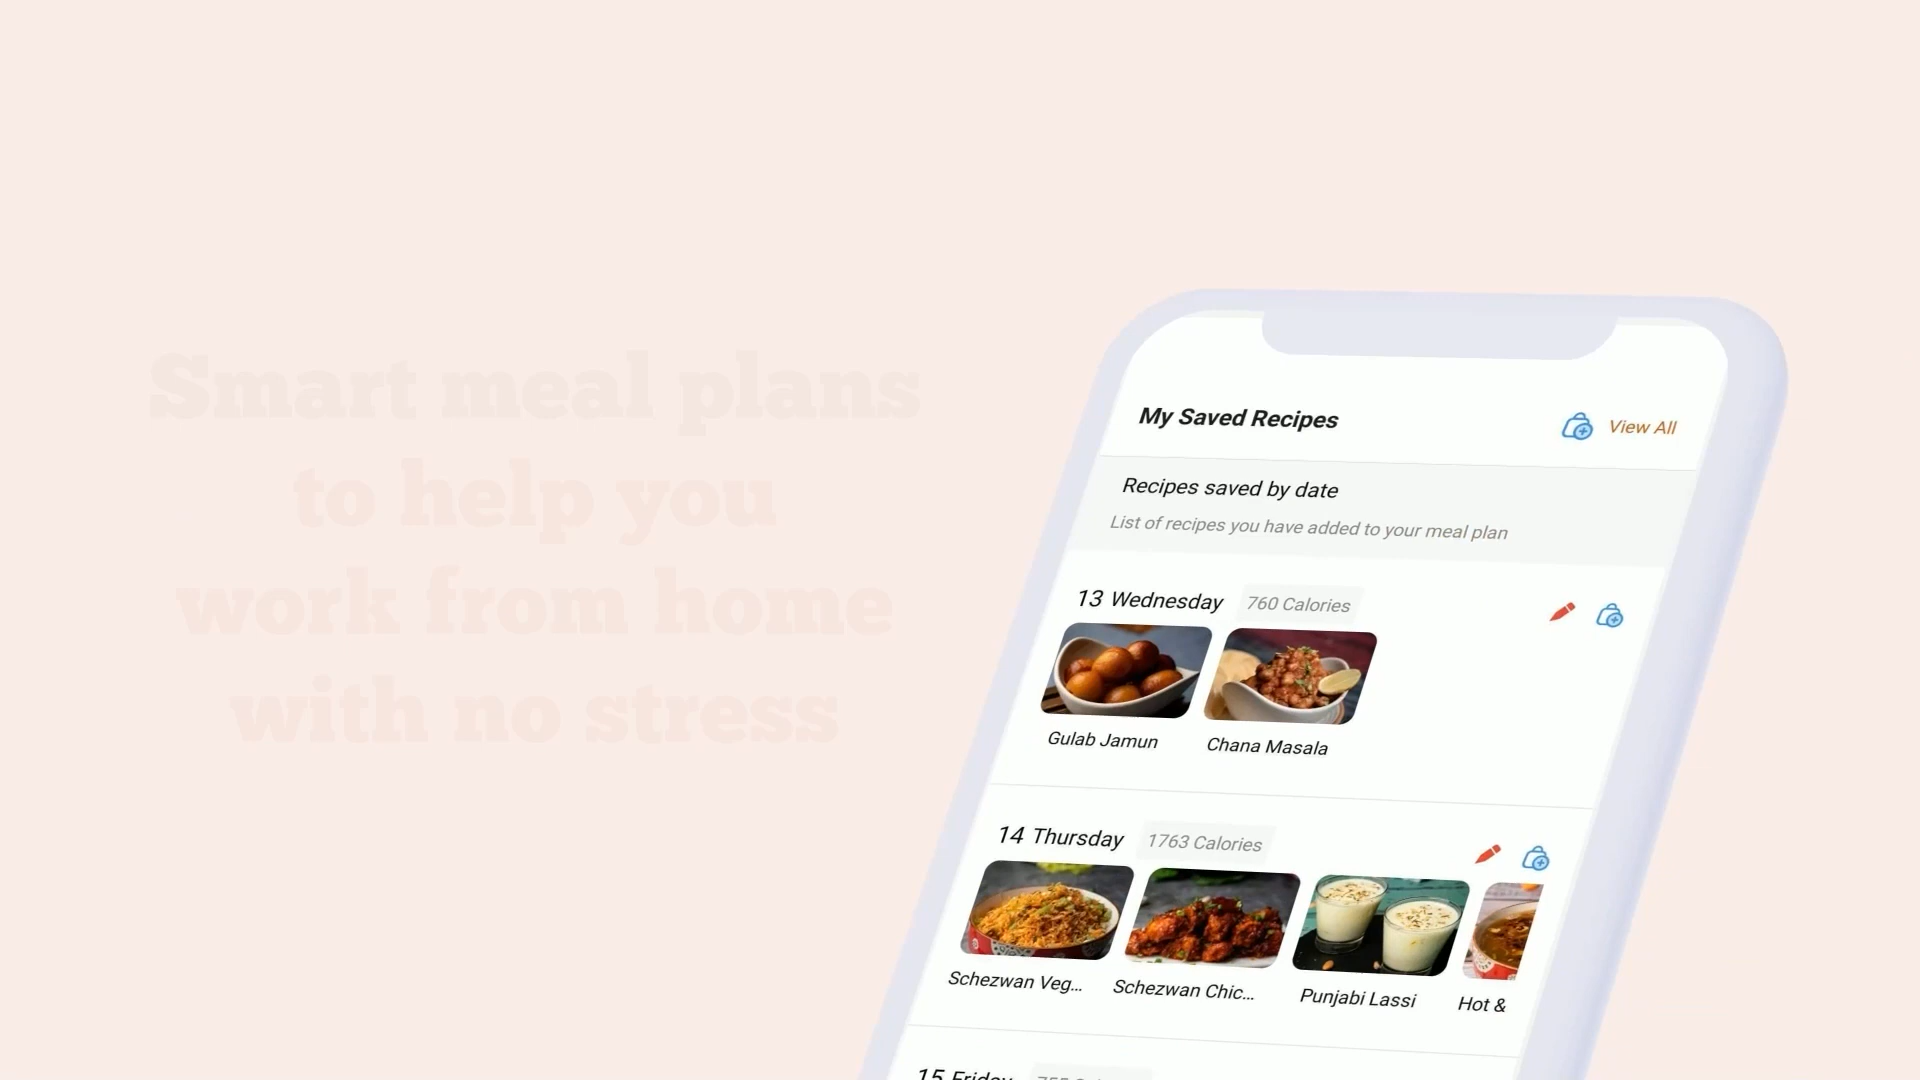 Smart meal plans
to help you
work from home
with no stress
My Saved Recipes
View All
Recipes saved by date
List of recipes you have added to your meal plan
13 Wednesday 760 Calories
Gulab Jamun Chana Masala
14 Thursday 1763 Calories
Schezwan Veg... Schezwan Chic... Punjabi Lassi Hot &
15 Friday